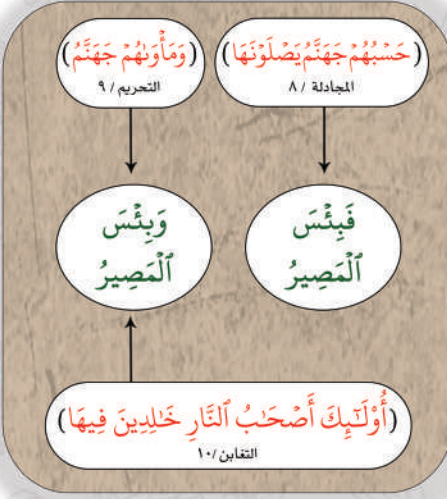 (حَسۡبُهُمۡ جَهَنَّمُ يَصۡلَوۡنَهَا)
المجادلة / ٨
(وَمَأۡوَىٰهُمۡ جَهَنَّمُ)
التحريم / ٩
فَبِئۡسَ
ٱلۡمَصِيرُ
وَبِئۡسَ
ٱلۡمَصِيرُ
(أُوْلَـٰٓئِكَ أَصۡحَـٰبُ ٱلنَّارِ خَـٰلِدِينَ فِيهَا)
التغابن / ١٠